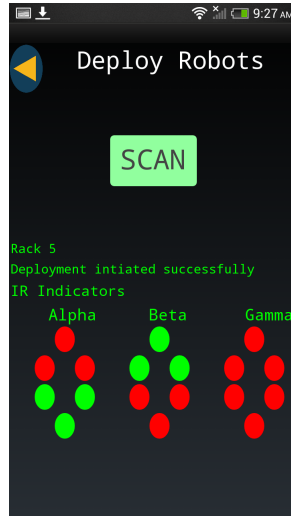 9:27 AM
Deploy Robots
SCAN
Rack 5
Deployment intiated successfully
IR Indicators
Alpha Beta Gamma